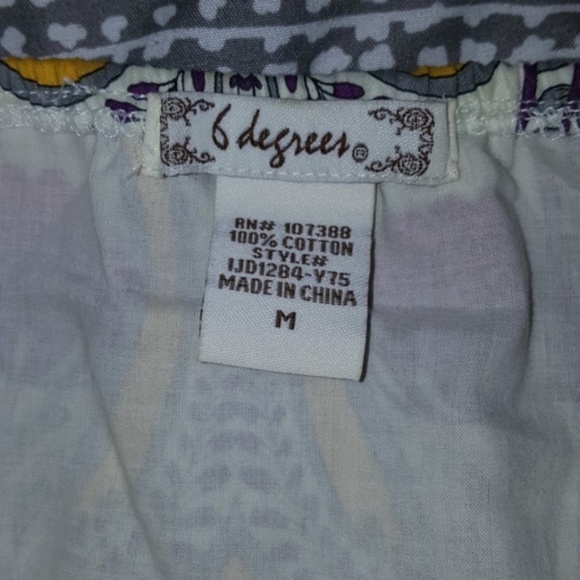 6 degrees®
RN# 107388
100% COTTON
STYLE#
IJD1284-Y75
MADE IN CHINA
M